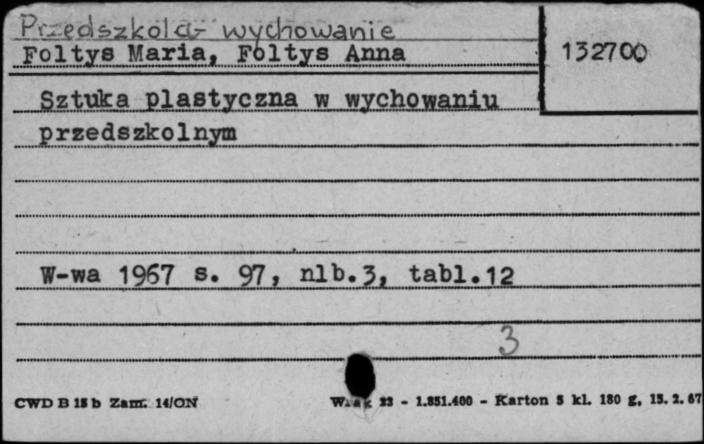 Przedszkola- wychowanie
Foltys Maria, Foltys Anna
132700
Sztuka plastyczna w wychowaniu
przedszkolnym
W-wa 1967 s. 97, nlb.3, tabl.12
3
CWD B 15 b Zam. 14/ON
23 - 1.851.400 - Karton 5 kl. 180 g, 15. 2. 67